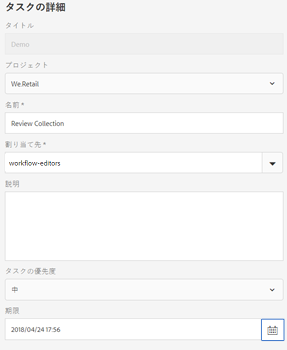 タスクの詳細
タイトル
Demo
プロジェクト
We.Retail
名前 *
Review Collection
割り当て先 *
workflow-editors
説明
タスクの優先度
中
期限
2018/04/24 17:56